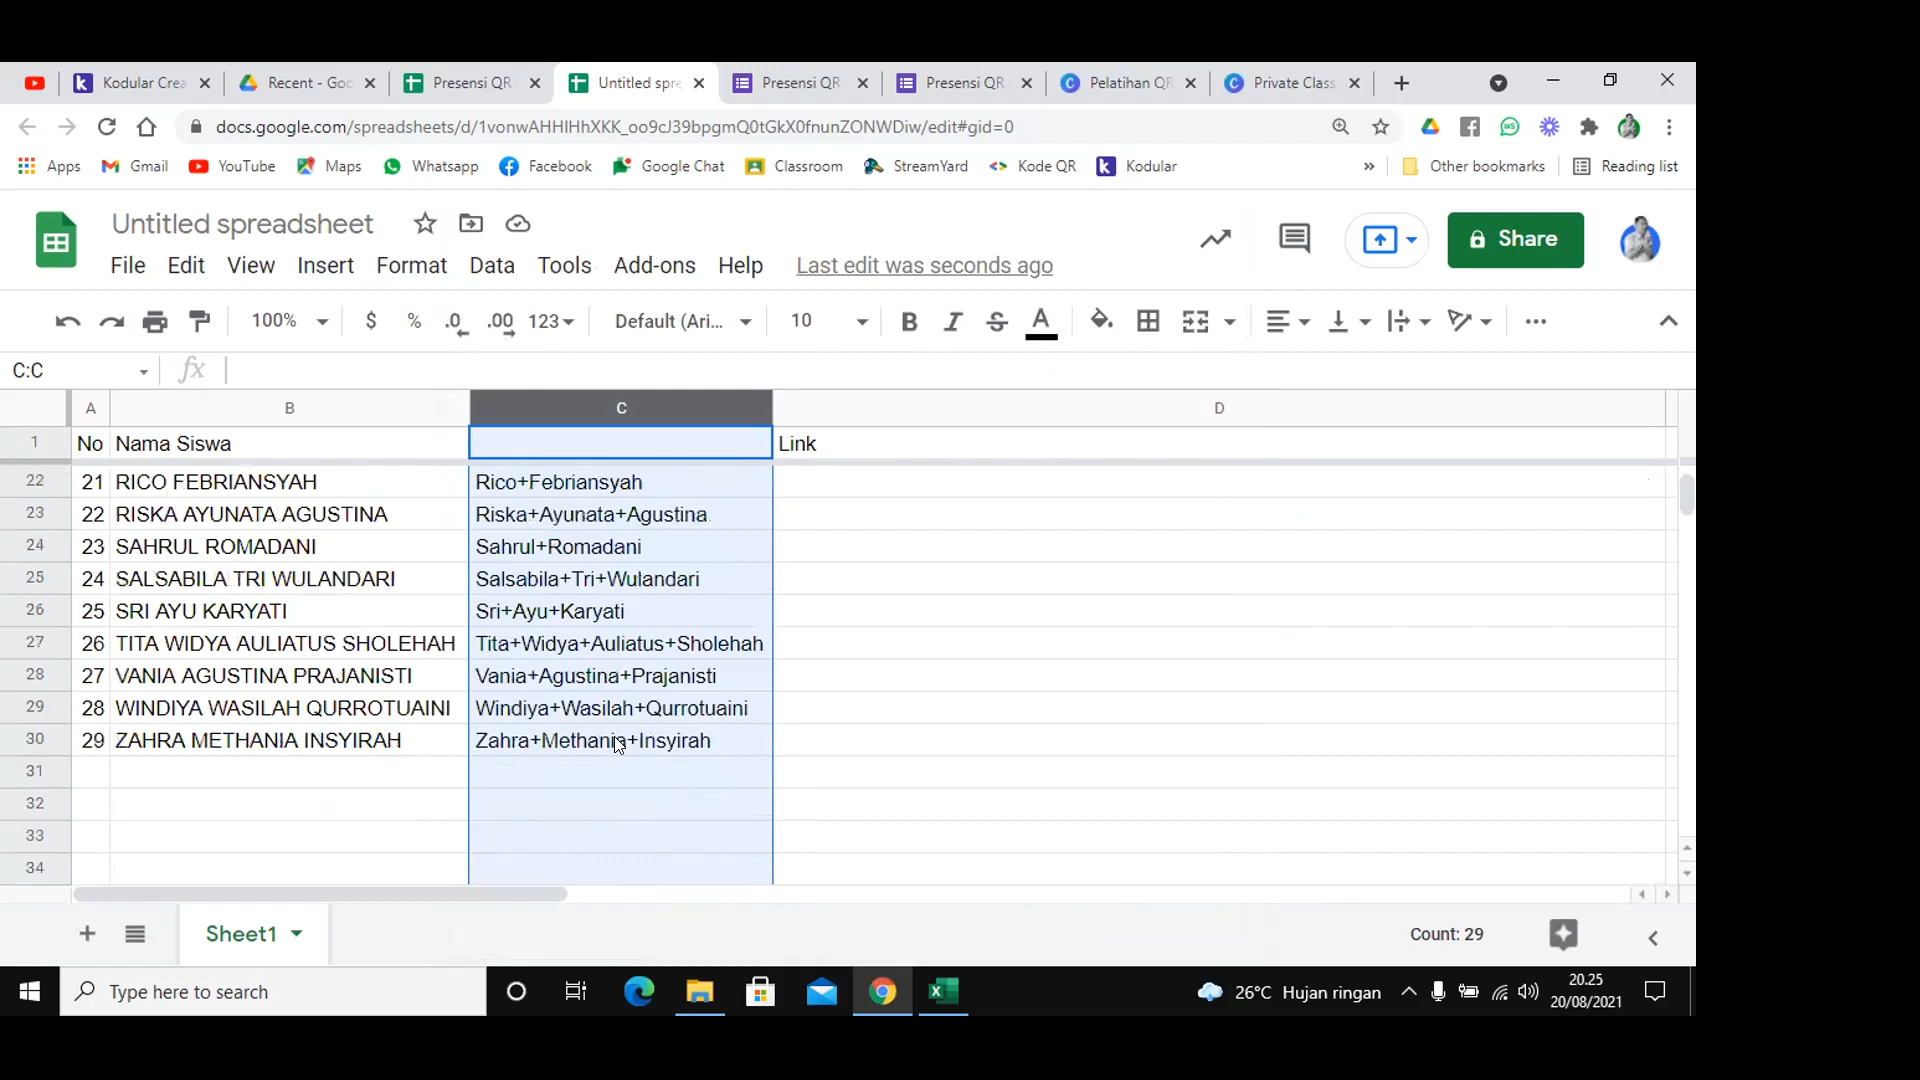 Kodular Crea
Recent - Goo
Presensi QR
Untitled spre
Presensi QR
Presensi QR
Pelatihan QR
Private Class
docs.google.com/spreadsheets/d/1vonwAHHIHhXKK_oo9cJ39bpgmQ0tGkX0fnunZONWDiw/edit#gid=0
Apps
Gmail
YouTube
Maps
Whatsapp
Facebook
Google Chat
Classroom
StreamYard
Kode QR
Kodular
»
Other bookmarks
Reading list
Untitled spreadsheet
Share
File Edit View Insert Format Data Tools Add-ons Help Last edit was seconds ago
100% $ % .0 .00 123 Default (Ari... 10 B I S A ...
C:C fx
A B C D
1 No Nama Siswa Link
22 21 RICO FEBRIANSYAH Rico+Febriansyah
23 22 RISKA AYUNATA AGUSTINA Riska+Ayunata+Agustina
24 23 SAHRUL ROMADANI Sahrul+Romadani
25 24 SALSABILA TRI WULANDARI Salsabila+Tri+Wulandari
26 25 SRI AYU KARYATI Sri+Ayu+Karyati
27 26 TITA WIDYA AULIATUS SHOLEHAH Tita+Widya+Auliatus+Sholehah
28 27 VANIA AGUSTINA PRAJANISTI Vania+Agustina+Prajanisti
29 28 WINDIYA WASILAH QURROTUAINI Windiya+Wasilah+Qurrotuaini
30 29 ZAHRA METHANIA INSYIRAH Zahra+Methania+Insyirah
31
32
33
34
+ Sheet1 Count: 29
Type here to search
26°C Hujan ringan
20.25
20/08/2021